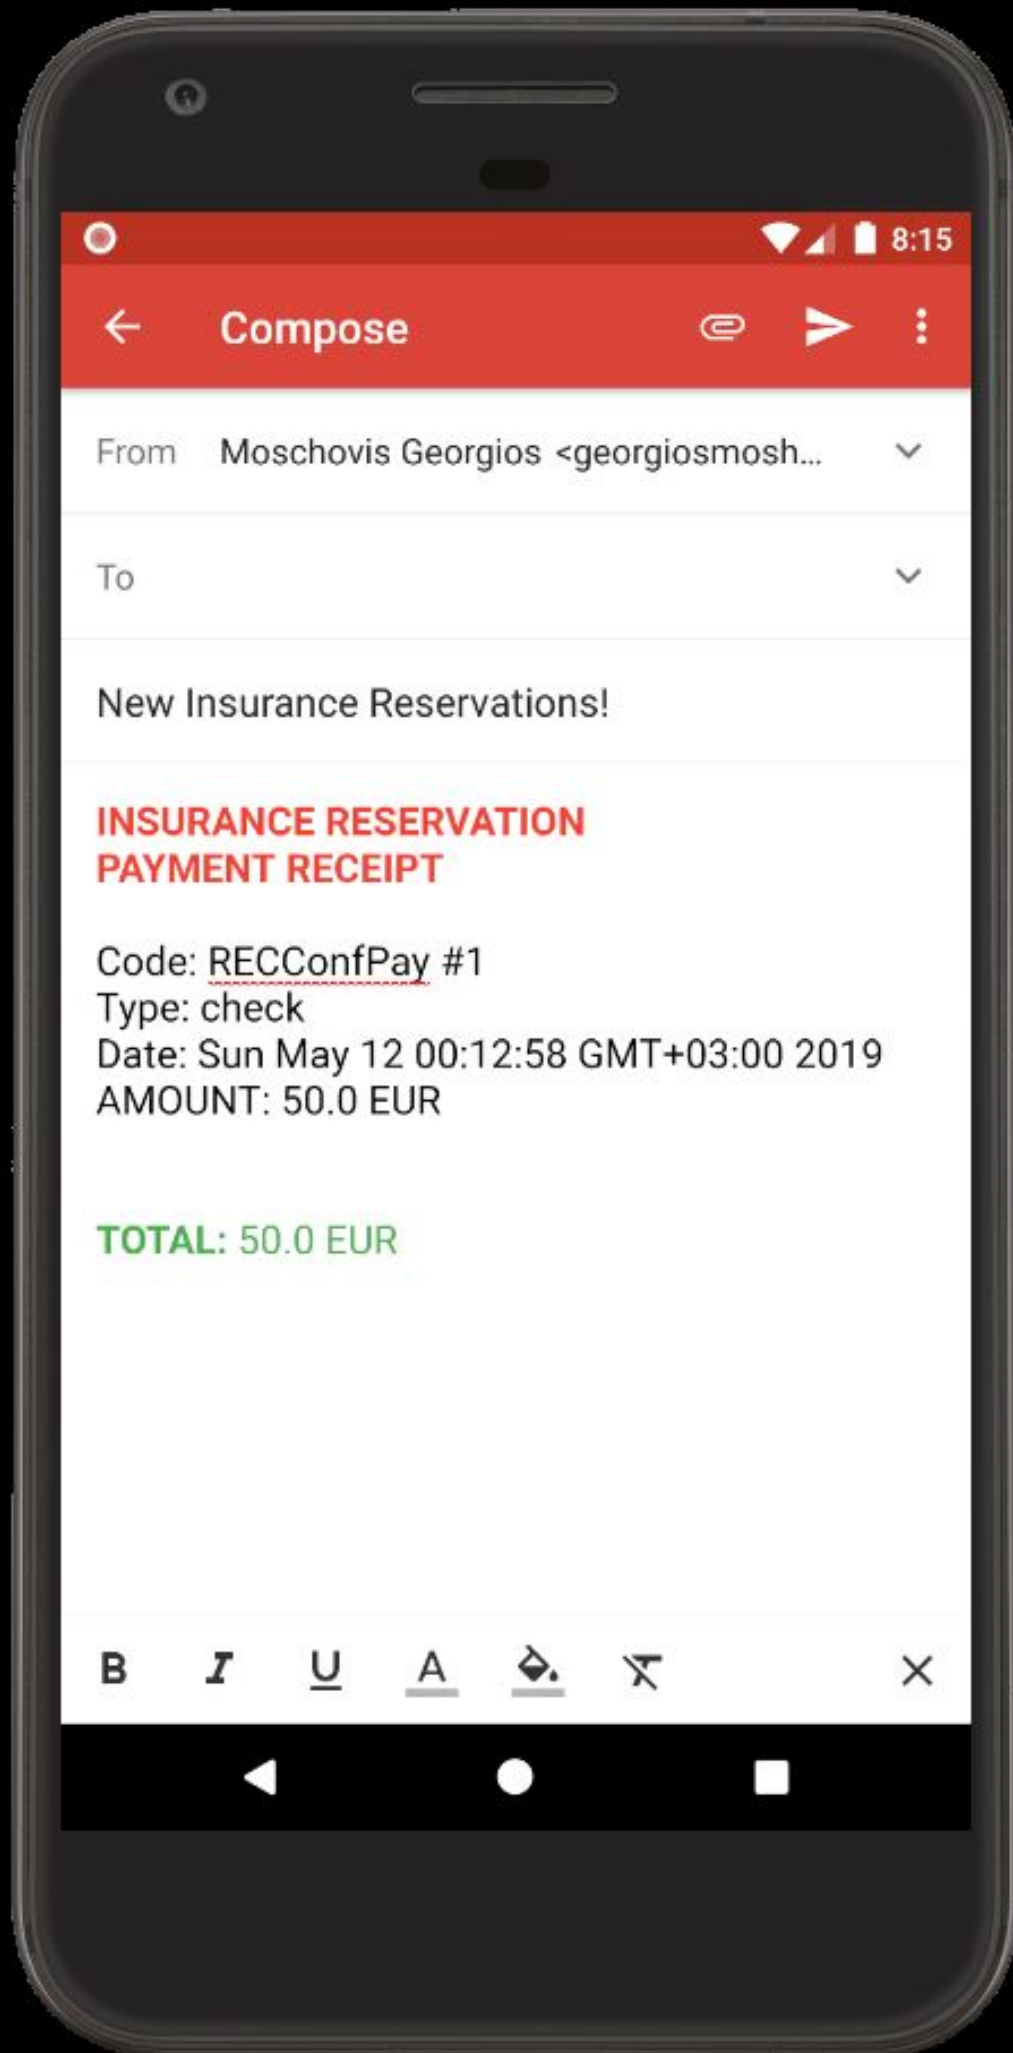 8:15
Compose
From Moschovis Georgios <georgiosmosh...
To
New Insurance Reservations!
INSURANCE RESERVATION
PAYMENT RECEIPT
Code: RECConfPay #1
Type: check
Date: Sun May 12 00:12:58 GMT+03:00 2019
AMOUNT: 50.0 EUR
TOTAL: 50.0 EUR
B I U A